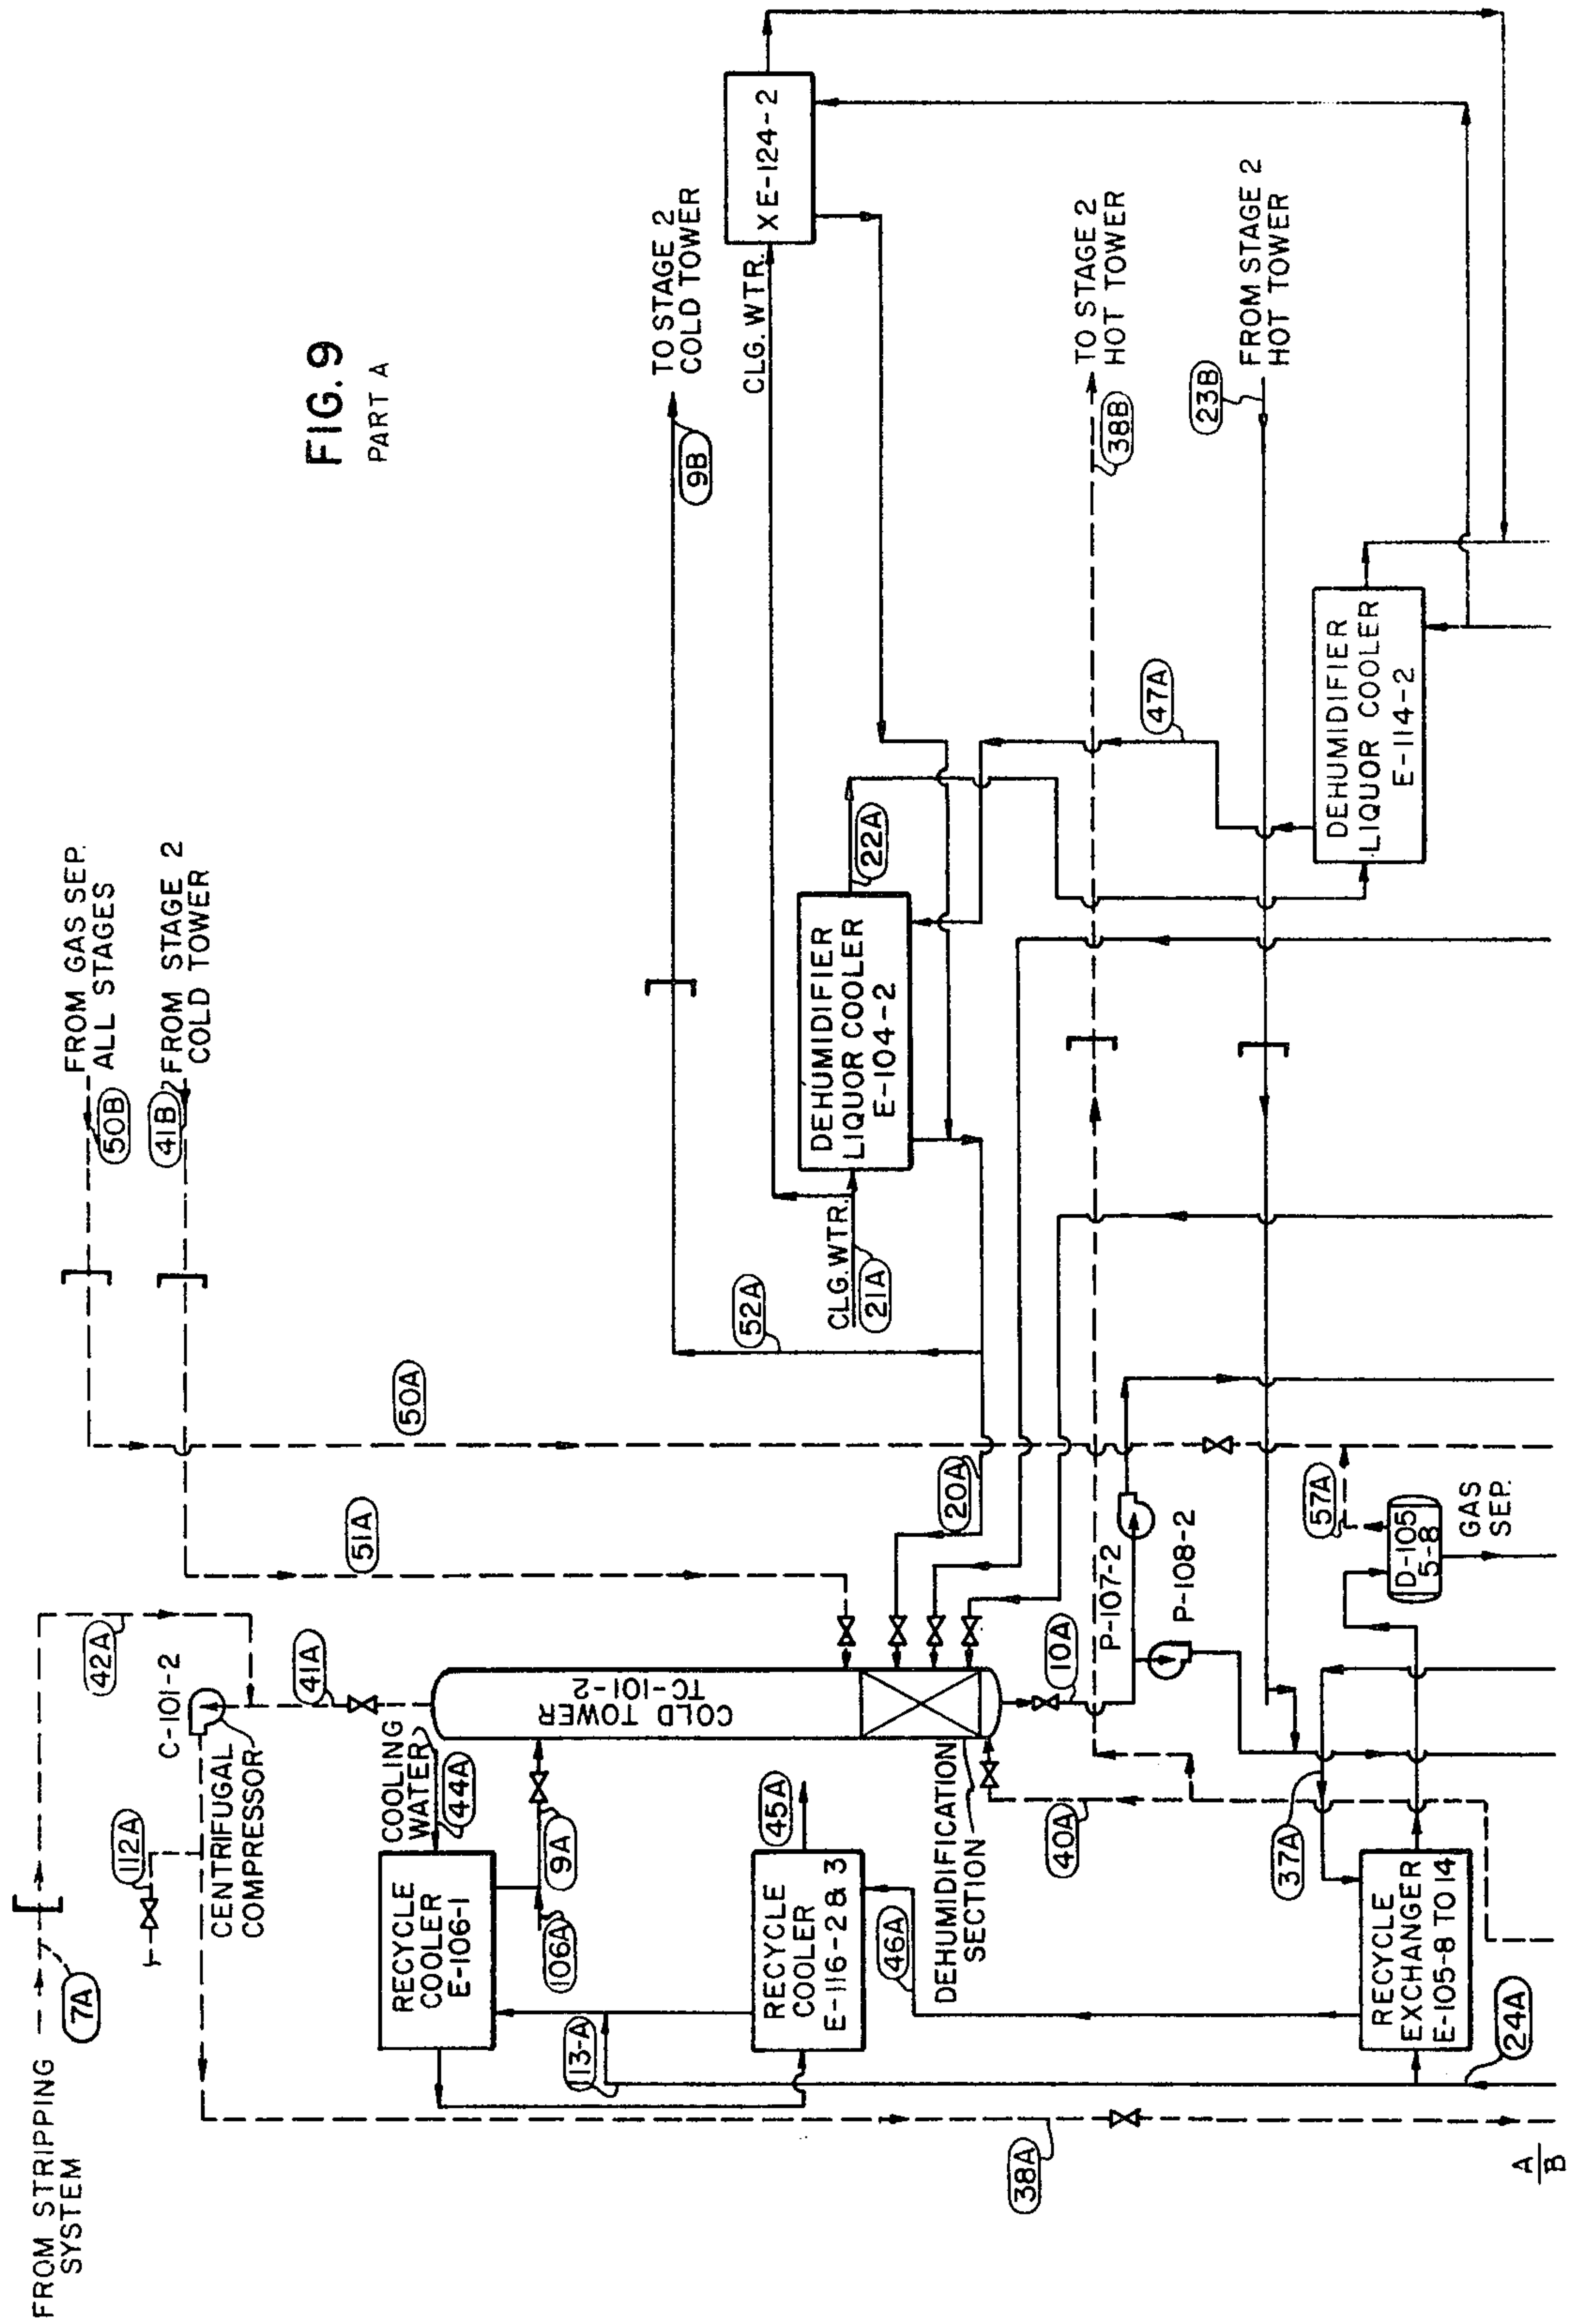 FIG. 9
PART A
FROM STRIPPING
SYSTEM
7A
42A
C-101-2
112A
CENTRIFUGAL
COMPRESSOR
41A
COOLING
WATER
44A
RECYCLE
COOLER
E-106-1
9A
106A
COLD TOWER
TC-101-2
45A
RECYCLE
COOLER
E-116-2 & 3
113-A
46A
DEHUMIDIFICATION
SECTION
40A
10A
P-107-2
P-108-2
37A
RECYCLE
EXCHANGER
E-105-8 TO 14
24A
38A
A
B
FROM GAS SEP.
ALL STAGES
50B
41B
FROM STAGE 2
COLD TOWER
50A
51A
20A
57A
D-105
5-8
GAS
SEP.
52A
CLG. WTR.
21A
DEHUMIDIFIER
LIQUOR COOLER
E-104-2
22A
TO STAGE 2
COLD TOWER
9B
CLG. WTR.
XE-124-2
TO STAGE 2
HOT TOWER
38B
FROM STAGE 2
HOT TOWER
23B
47A
DEHUMIDIFIER
LIQUOR COOLER
E-114-2